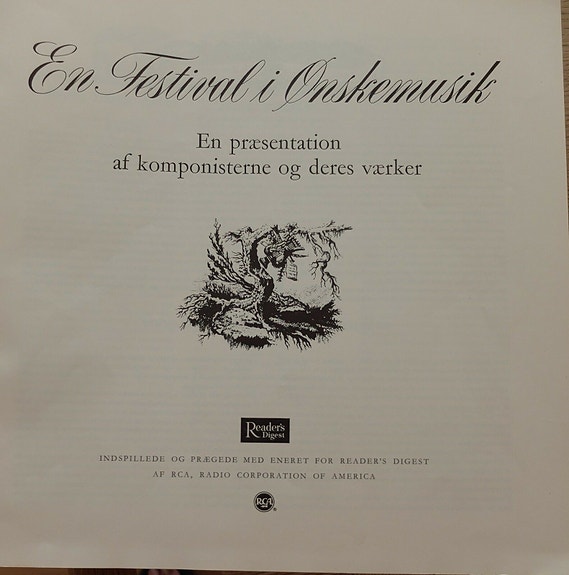 En Festival i Ønskemusik
En præsentation
af komponisterne og deres værker
Reader's
Digest
INDSPILLEDE OG PRÆGEDE MED ENERET FOR READER'S DIGEST
AF RCA, RADIO CORPORATION OF AMERICA
RCA